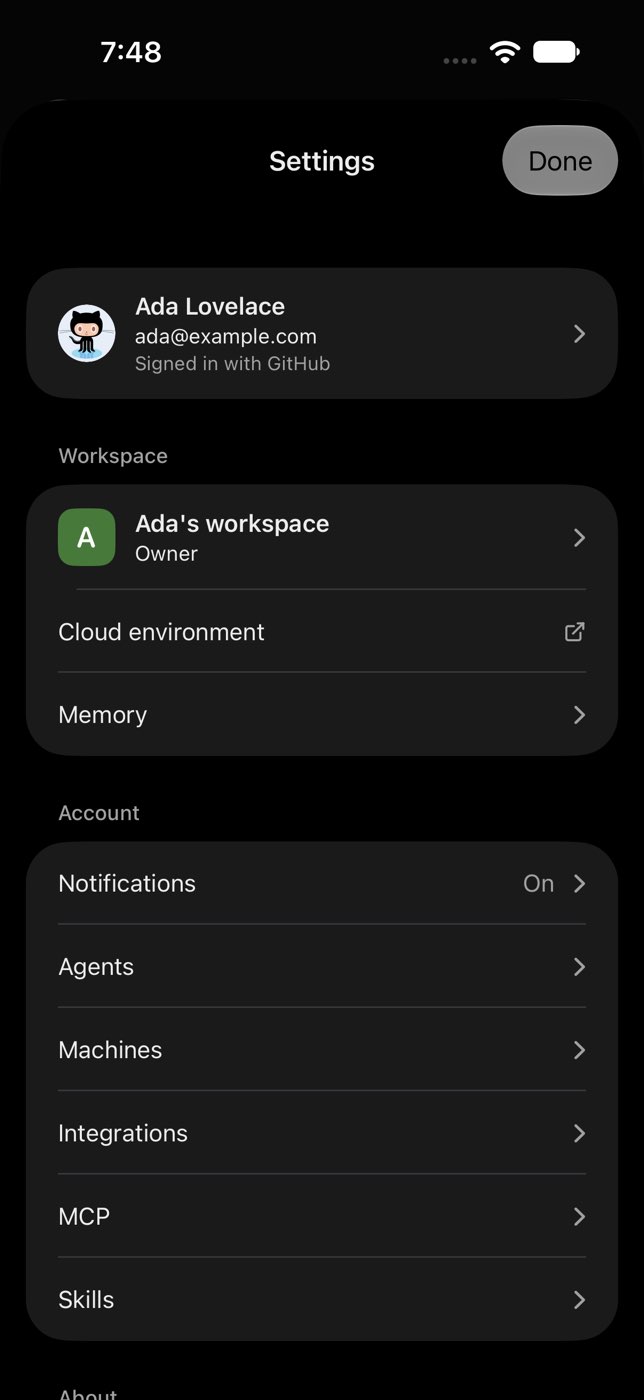 7:48
Settings
Done
Ada Lovelace
ada@example.com
Signed in with GitHub
Workspace
A
Ada's workspace
Owner
Cloud environment
Memory
Account
Notifications
On
Agents
Machines
Integrations
MCP
Skills
About